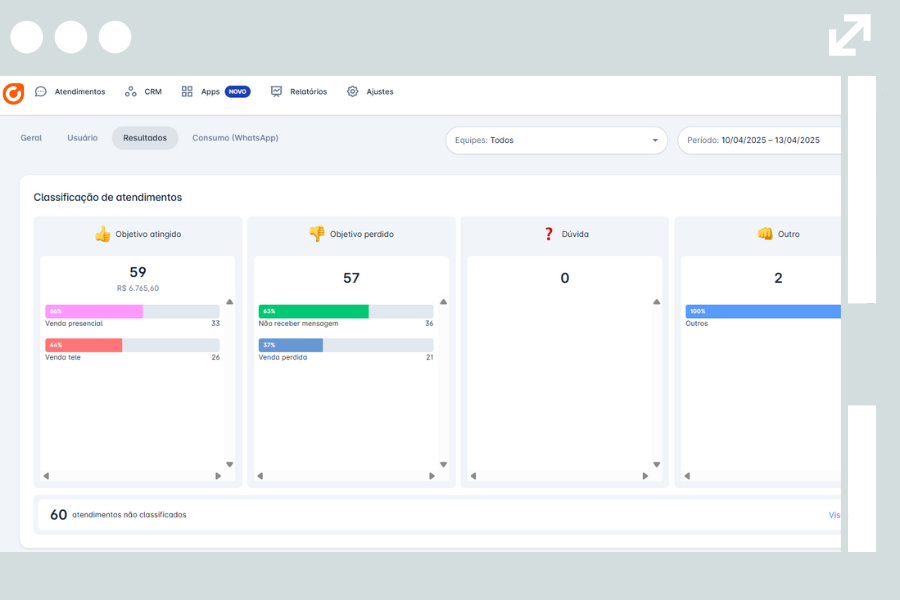 Atendimentos CRM Apps NOVO Relatórios Ajustes
Geral Usuário Resultados Consumo (WhatsApp) Equipes: Todos Período: 10/04/2025 – 13/04/2025
Classificação de atendimentos
Objetivo atingido
59
R$ 6.765,60
56%
Venda presencial 33
44%
Venda tele 26
Objetivo perdido
57
63%
Não receber mensagem 36
37%
Venda perdida 21
Dúvida
0
Outro
2
100%
Outros
60 atendimentos não classificados
Vis